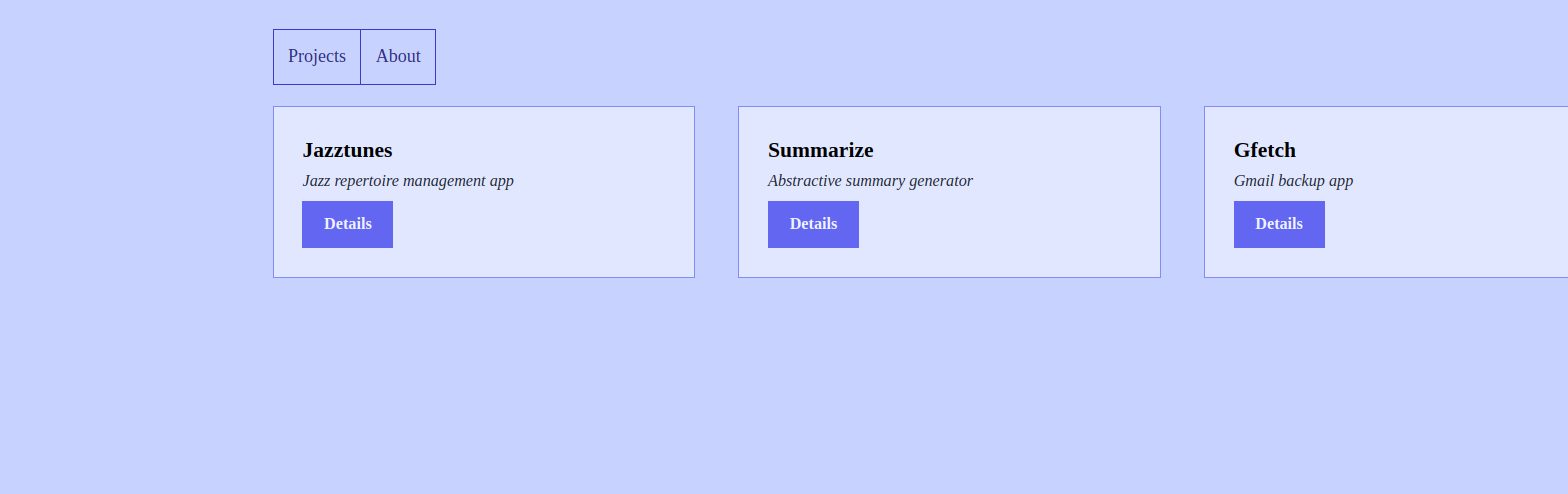 Projects About
Jazztunes
Jazz repertoire management app
Details
Summarize
Abstractive summary generator
Details
Gfetch
Gmail backup app
Details